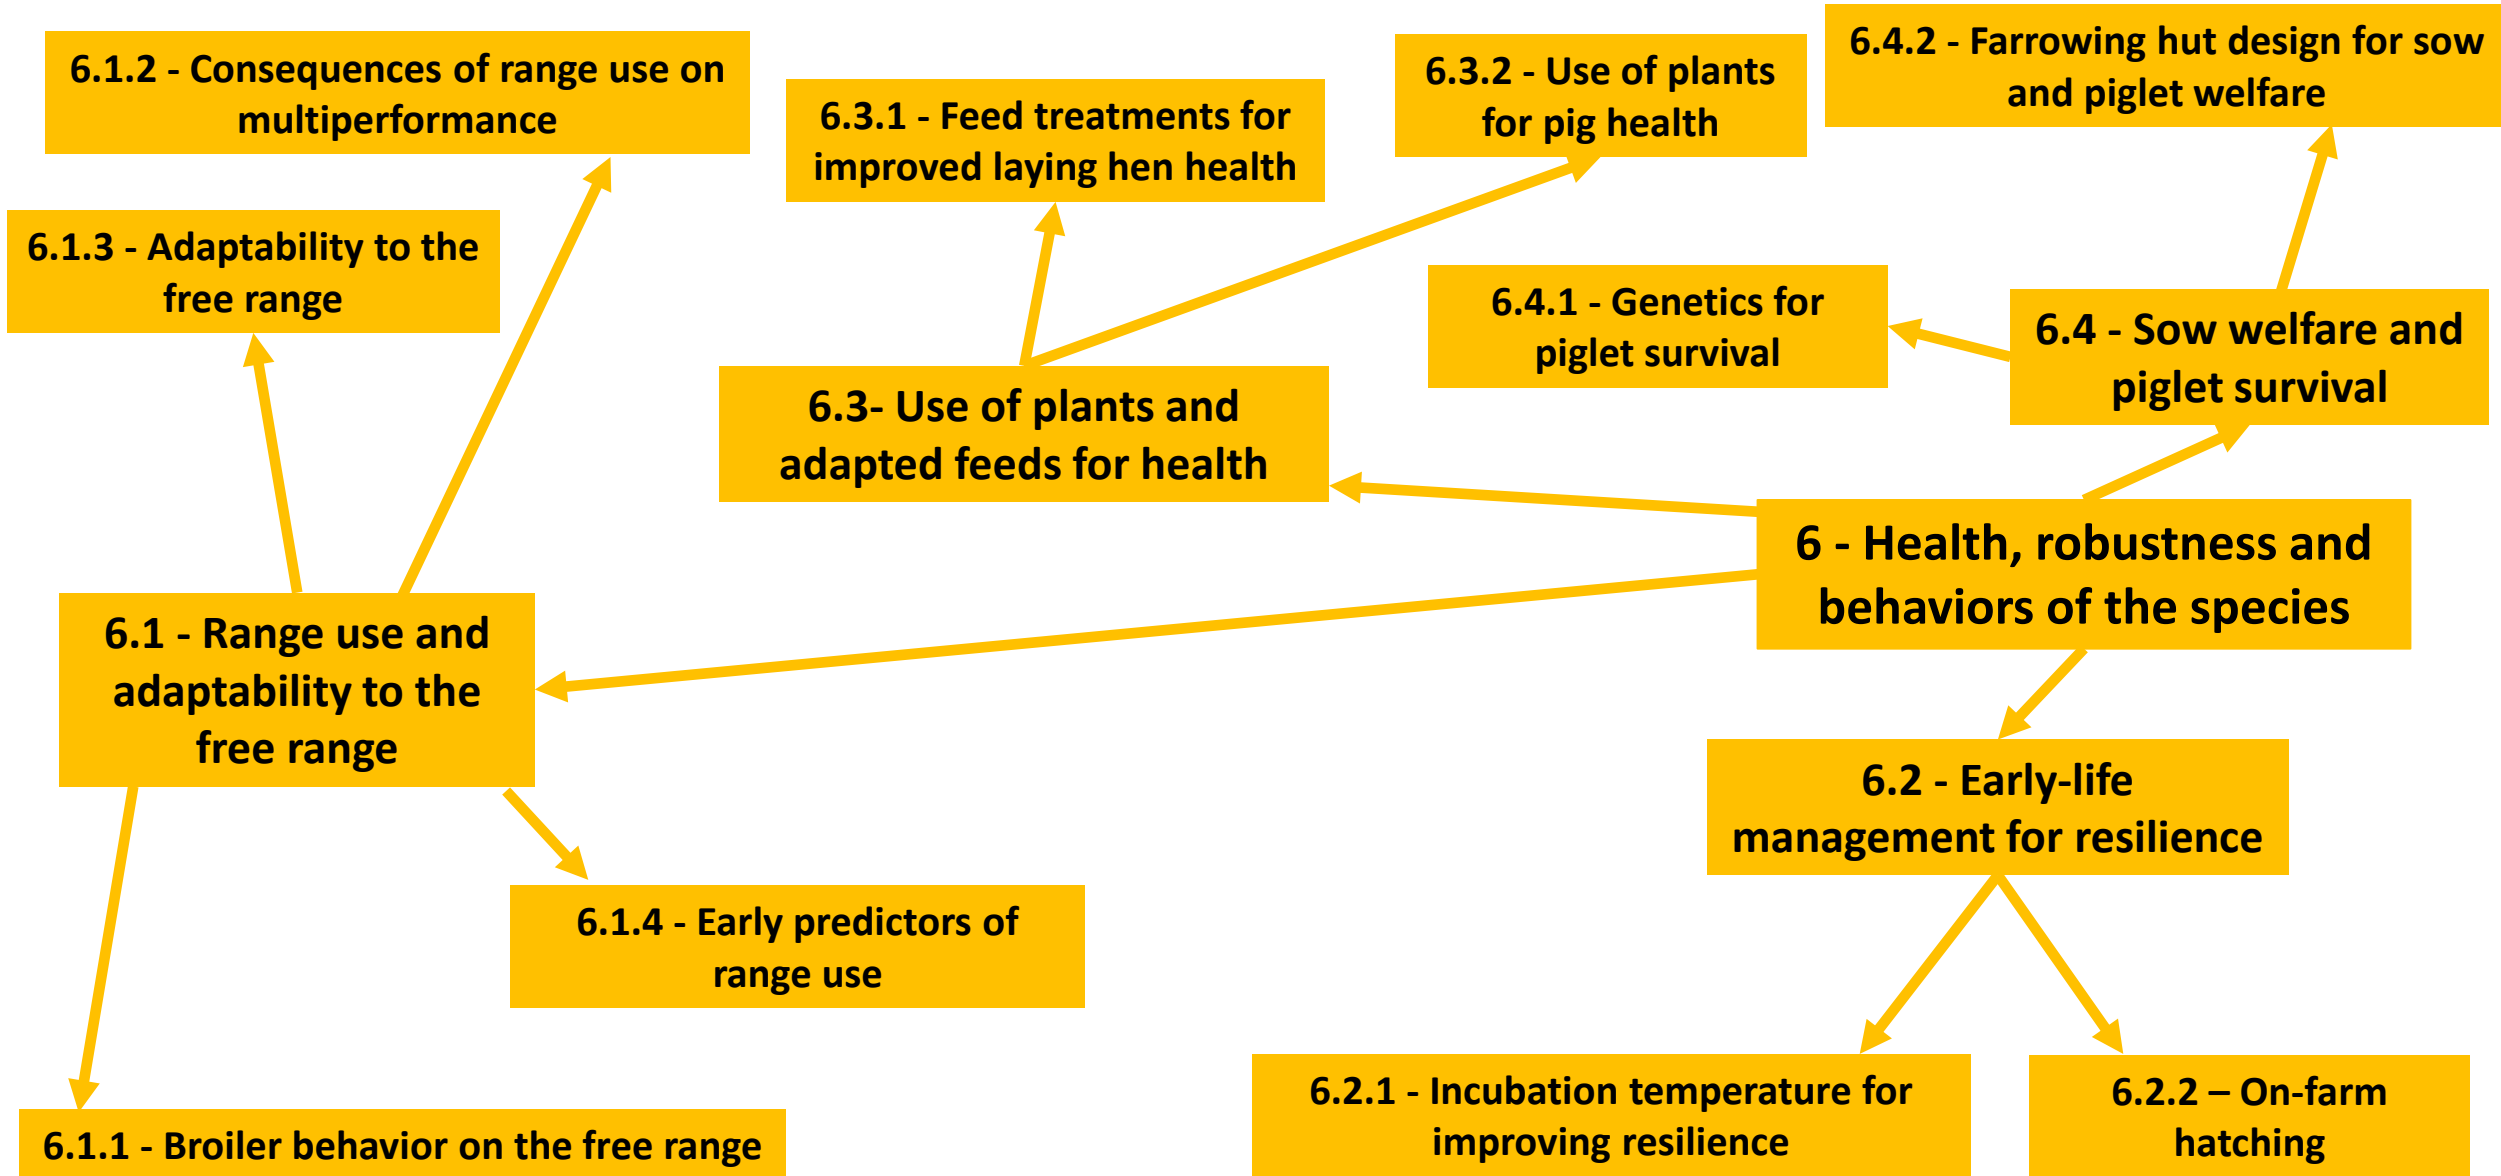 6.1.2 - Consequences of range use on
multiperformance
6.3.1 - Feed treatments for
improved laying hen health
6.3.2 - Use of plants
for pig health
6.4.2 - Farrowing hut design for sow
and piglet welfare
6.1.3 - Adaptability to the
free range
6.4.1 - Genetics for
piglet survival
6.4 - Sow welfare and
piglet survival
6.3- Use of plants and
adapted feeds for health
6 - Health, robustness and
behaviors of the species
6.1 - Range use and
adaptability to the
free range
6.2 - Early-life
management for resilience
6.1.4 - Early predictors of
range use
6.1.1 - Broiler behavior on the free range
6.2.1 - Incubation temperature for
improving resilience
6.2.2 – On-farm
hatching